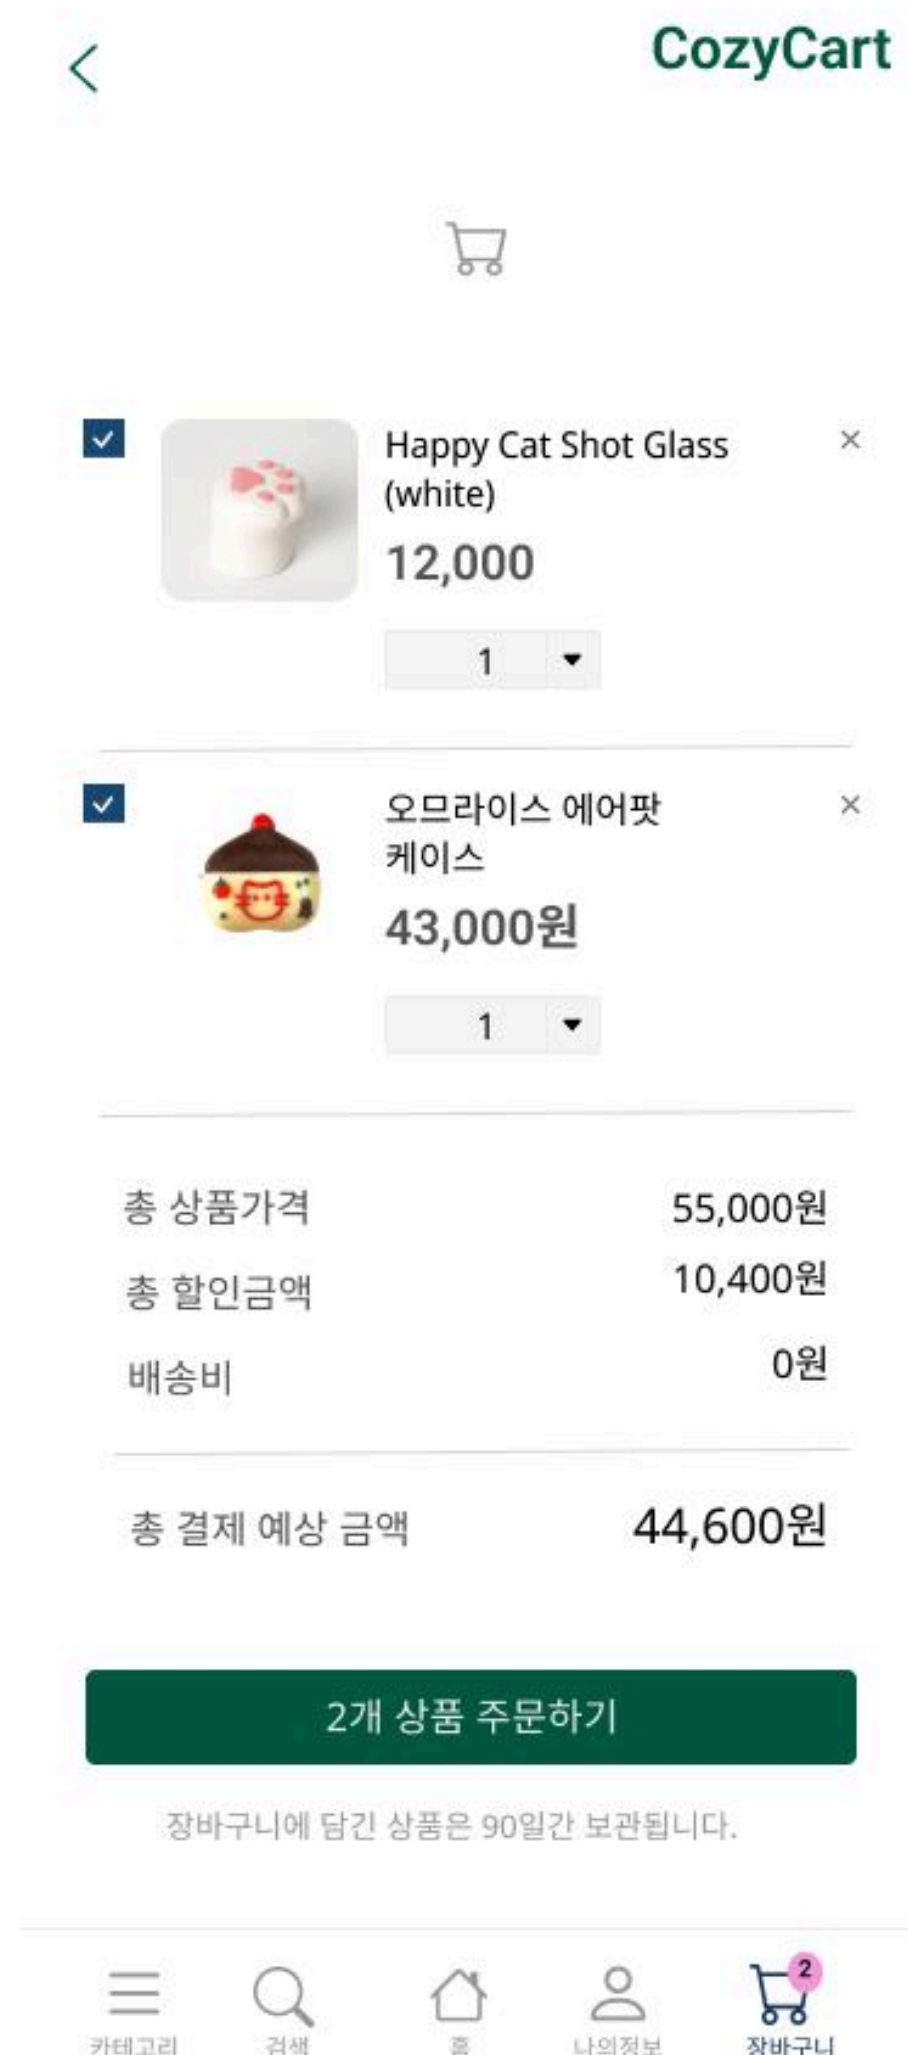 CozyCart
Happy Cat Shot Glass
(white)
12,000
1
오므라이스 에어팟
케이스
43,000원
1
총 상품가격 55,000원
총 할인금액 10,400원
배송비 0원
총 결제 예상 금액 44,600원
2개 상품 주문하기
장바구니에 담긴 상품은 90일간 보관됩니다.
2
카테고리 검색 홈 나의정보 장바구니